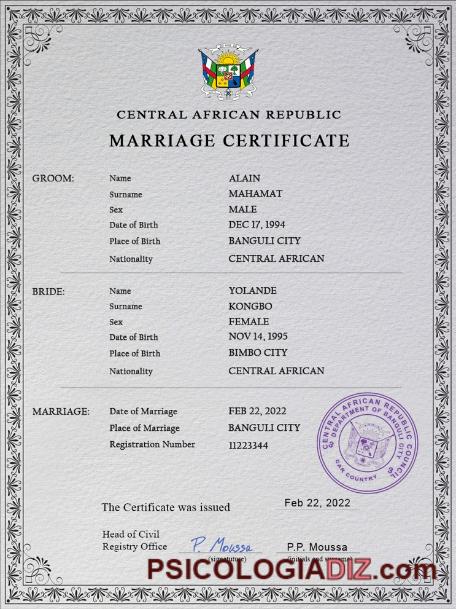 CENTRAL AFRICAN REPUBLIC
MARRIAGE CERTIFICATE
GROOM: Name ALAIN
Surname MAHAMAT
Sex MALE
Date of Birth DEC 17, 1994
Place of Birth BANGULI CITY
Nationality CENTRAL AFRICAN
BRIDE: Name YOLANDE
Surname KONGBO
Sex FEMALE
Date of Birth NOV 14, 1995
Place of Birth BIMBO CITY
Nationality CENTRAL AFRICAN
MARRIAGE: Date of Marriage FEB 22, 2022
Place of Marriage BANGULI CITY
Registration Number 11223344
CENTRAL AFRICAN REPUBLIC COUNCIL
DEPARTMENT OF BANGULI CITY
CAR COUNTRY
The Certificate was issued Feb 22, 2022
Head of Civil
Registry Office P. Moussa P.P. Moussa
(signature) (initials and surname)
PSICOLOGIADIZ.com